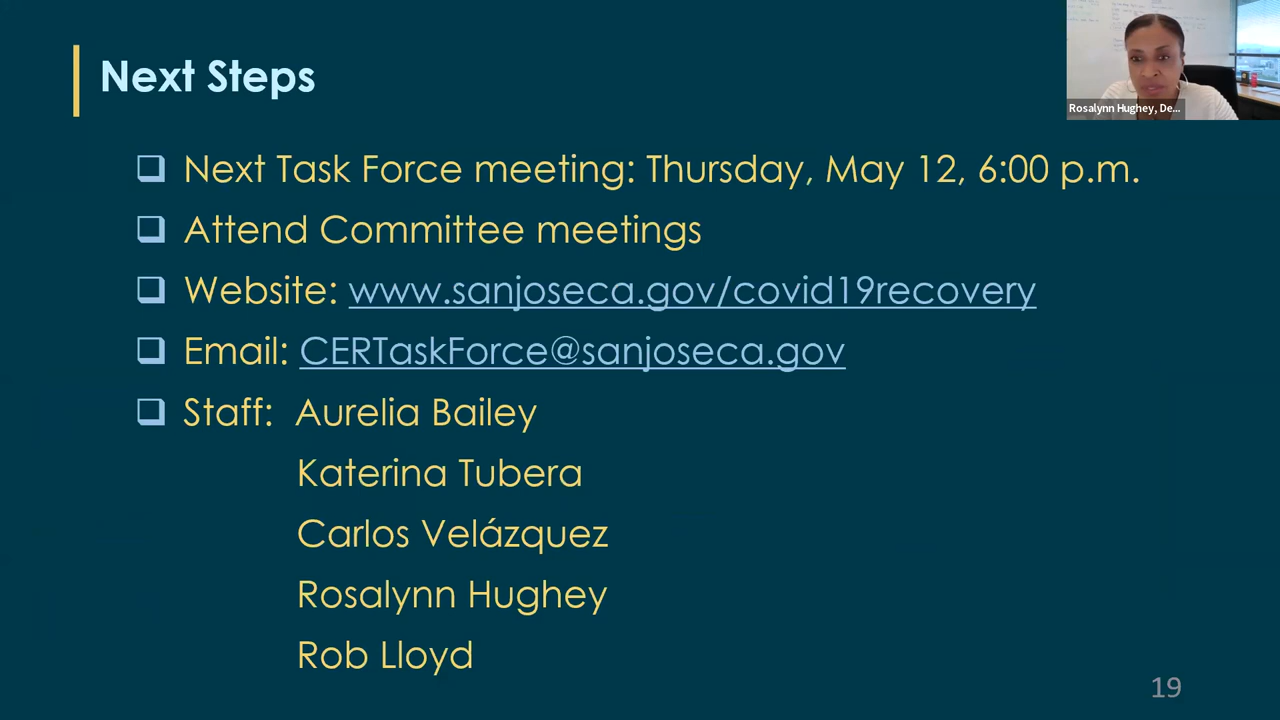 Next Steps
Rosalynn Hughey, De...
Next Task Force meeting: Thursday, May 12, 6:00 p.m.
Attend Committee meetings
Website: www.sanjoseca.gov/covid19recovery
Email: CERTaskForce@sanjoseca.gov
Staff: Aurelia Bailey
Katerina Tubera
Carlos Velázquez
Rosalynn Hughey
Rob Lloyd
19